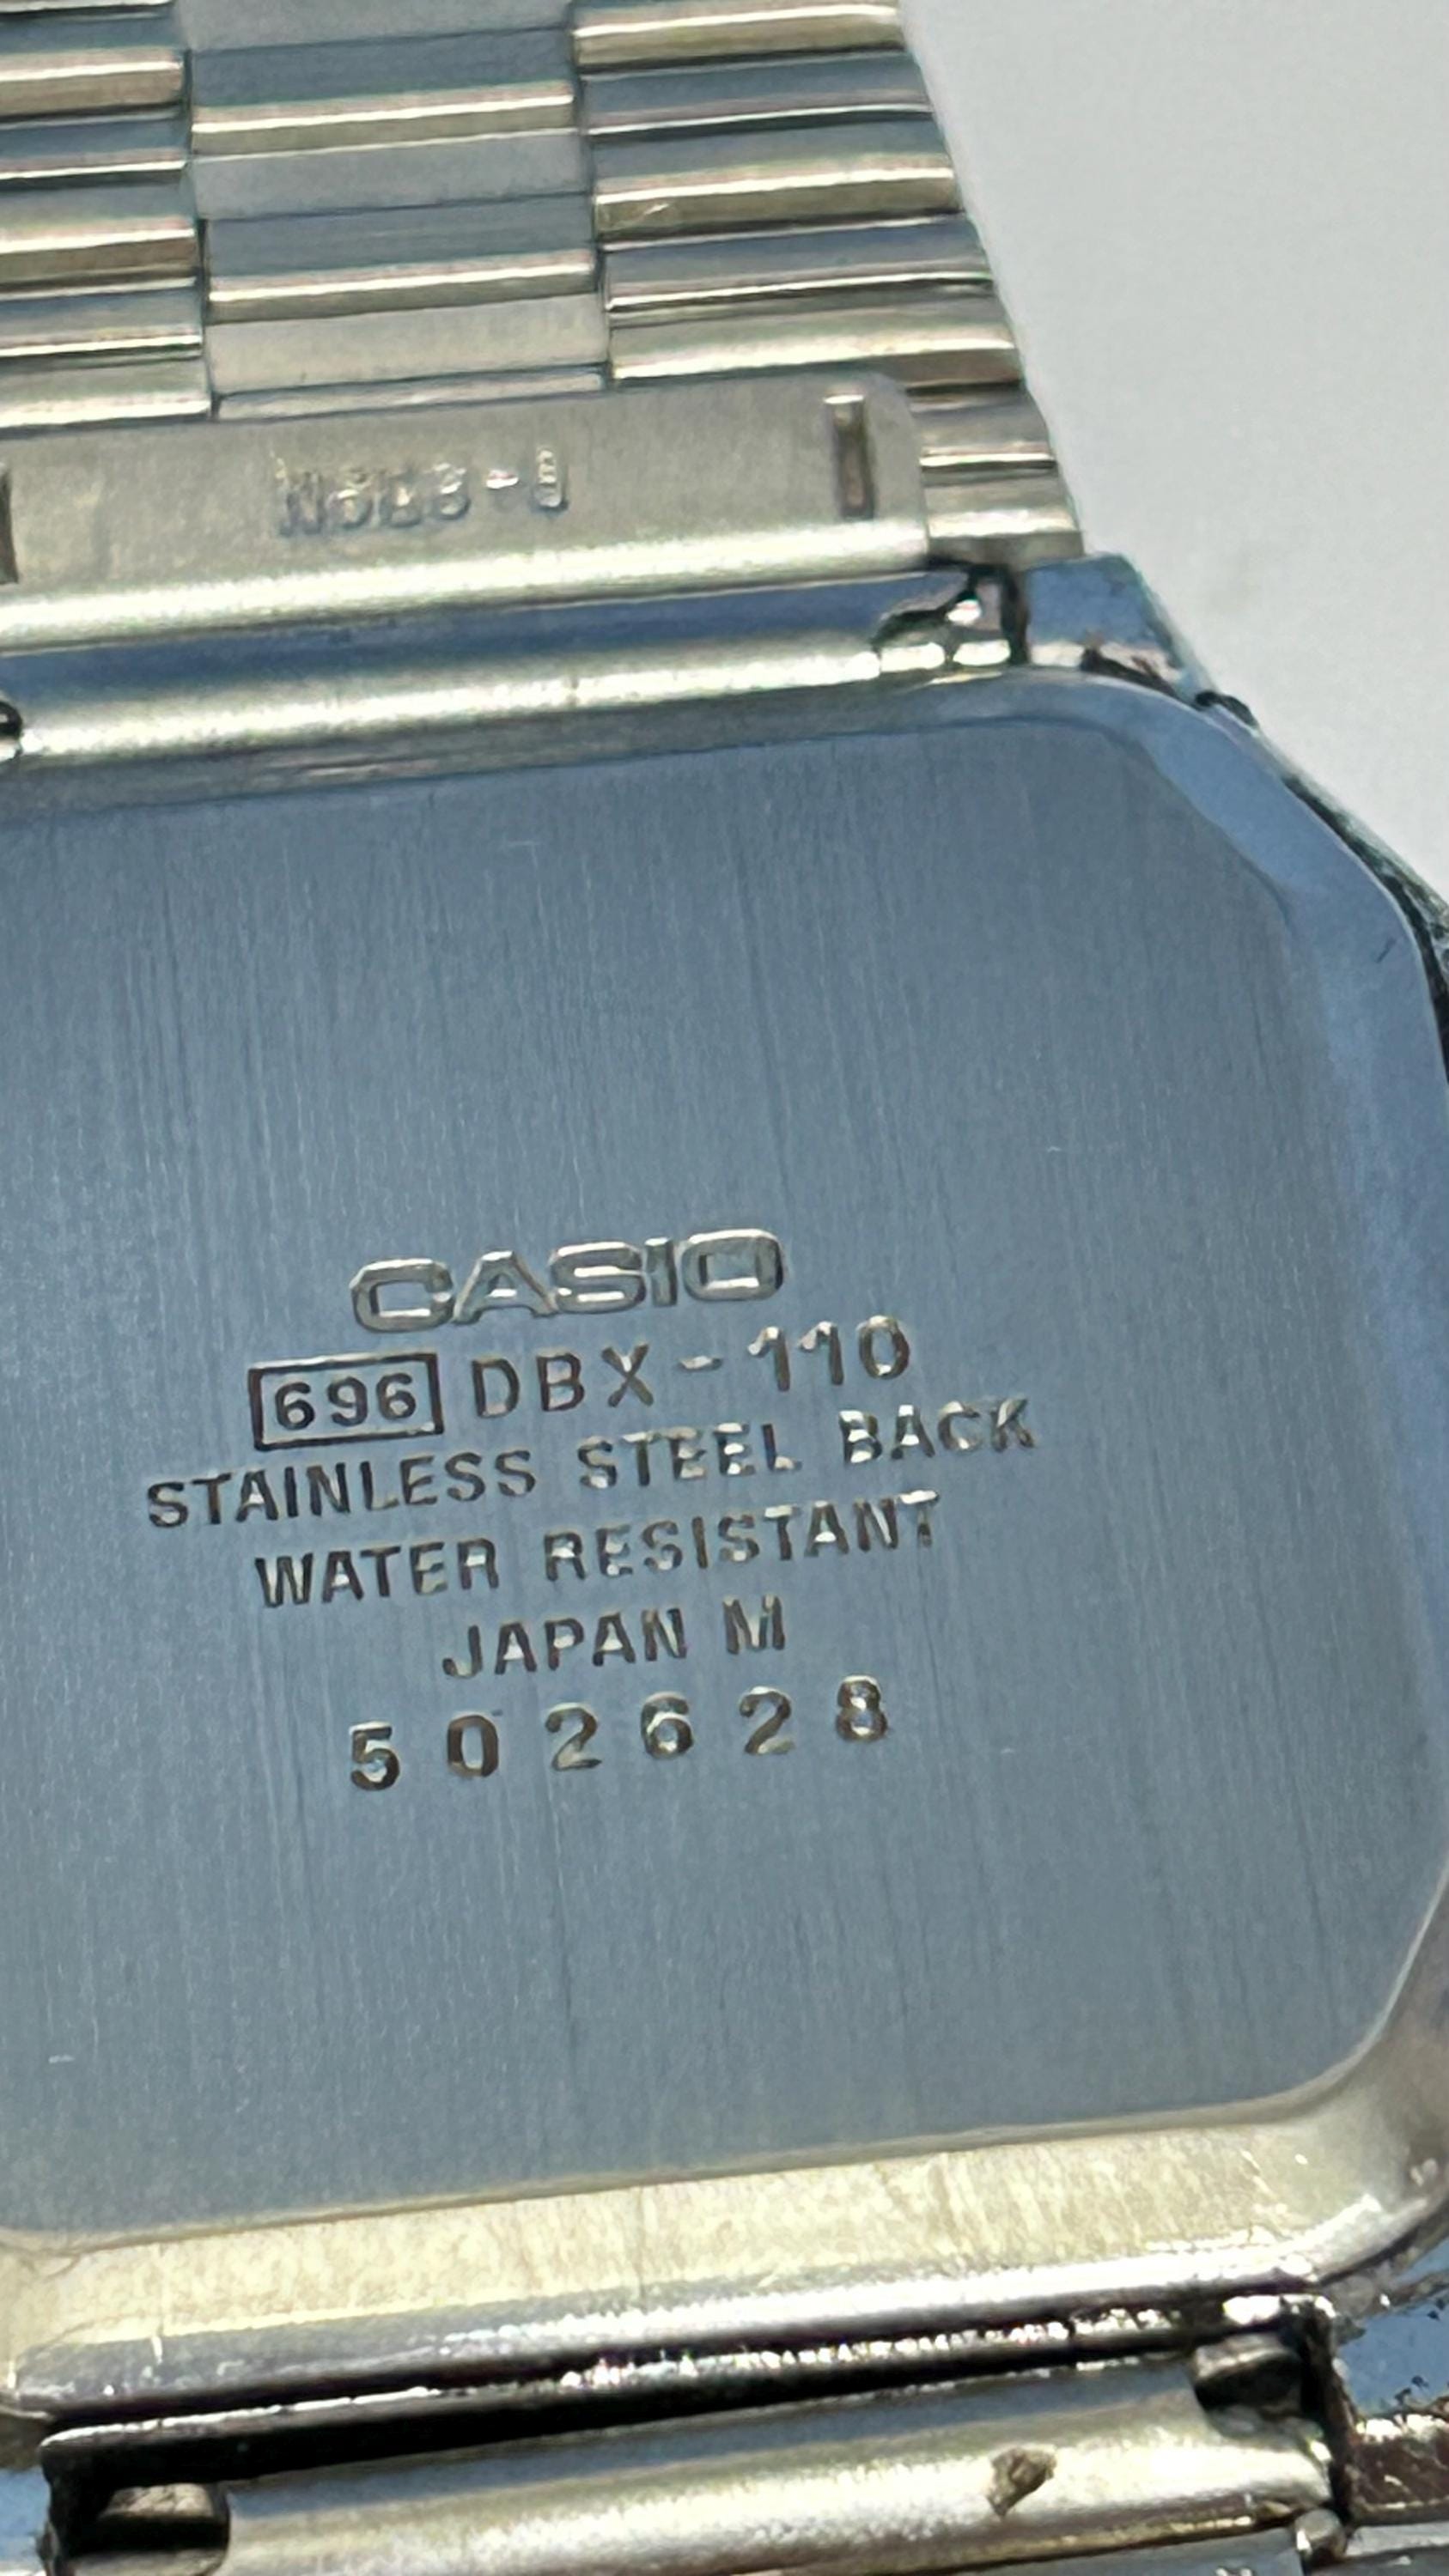 CASIO
696 DBX-110
STAINLESS STEEL BACK
WATER RESISTANT
JAPAN M
502628